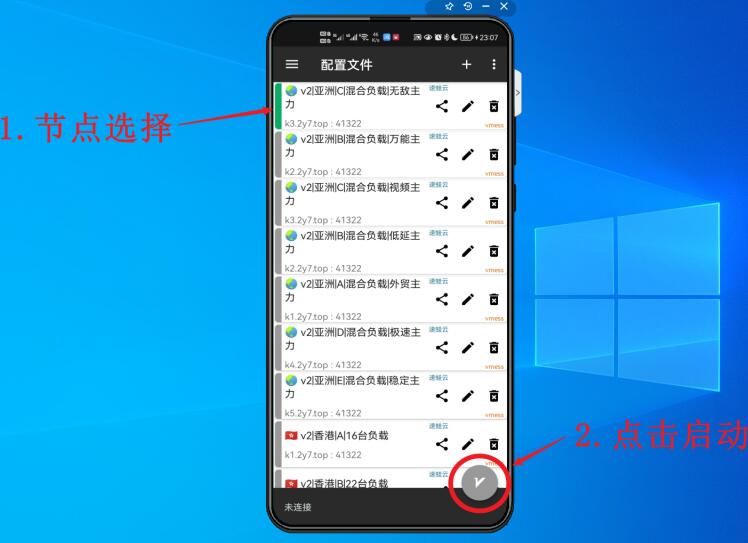 23:07
配置文件
v2|亚洲|C|混合负载|无敌主
力
速蛙云
k3.2y7.top : 41322
vmess
1.节点选择
v2|亚洲|B|混合负载|万能主
力
速蛙云
k2.2y7.top : 41322
vmess
v2|亚洲|C|混合负载|视频主
力
速蛙云
k3.2y7.top : 41322
vmess
v2|亚洲|B|混合负载|低延主
力
速蛙云
k2.2y7.top : 41322
vmess
v2|亚洲|A|混合负载|外贸主
力
速蛙云
k1.2y7.top : 41322
vmess
v2|亚洲|D|混合负载|极速主
力
速蛙云
k4.2y7.top : 41322
vmess
v2|亚洲|E|混合负载|稳定主
力
速蛙云
k5.2y7.top : 41322
vmess
v2|香港|A|16台负载
速蛙云
k1.2y7.top : 41322
vmess
2.点击启动
v2|香港|B|22台负载
速蛙云
未连接